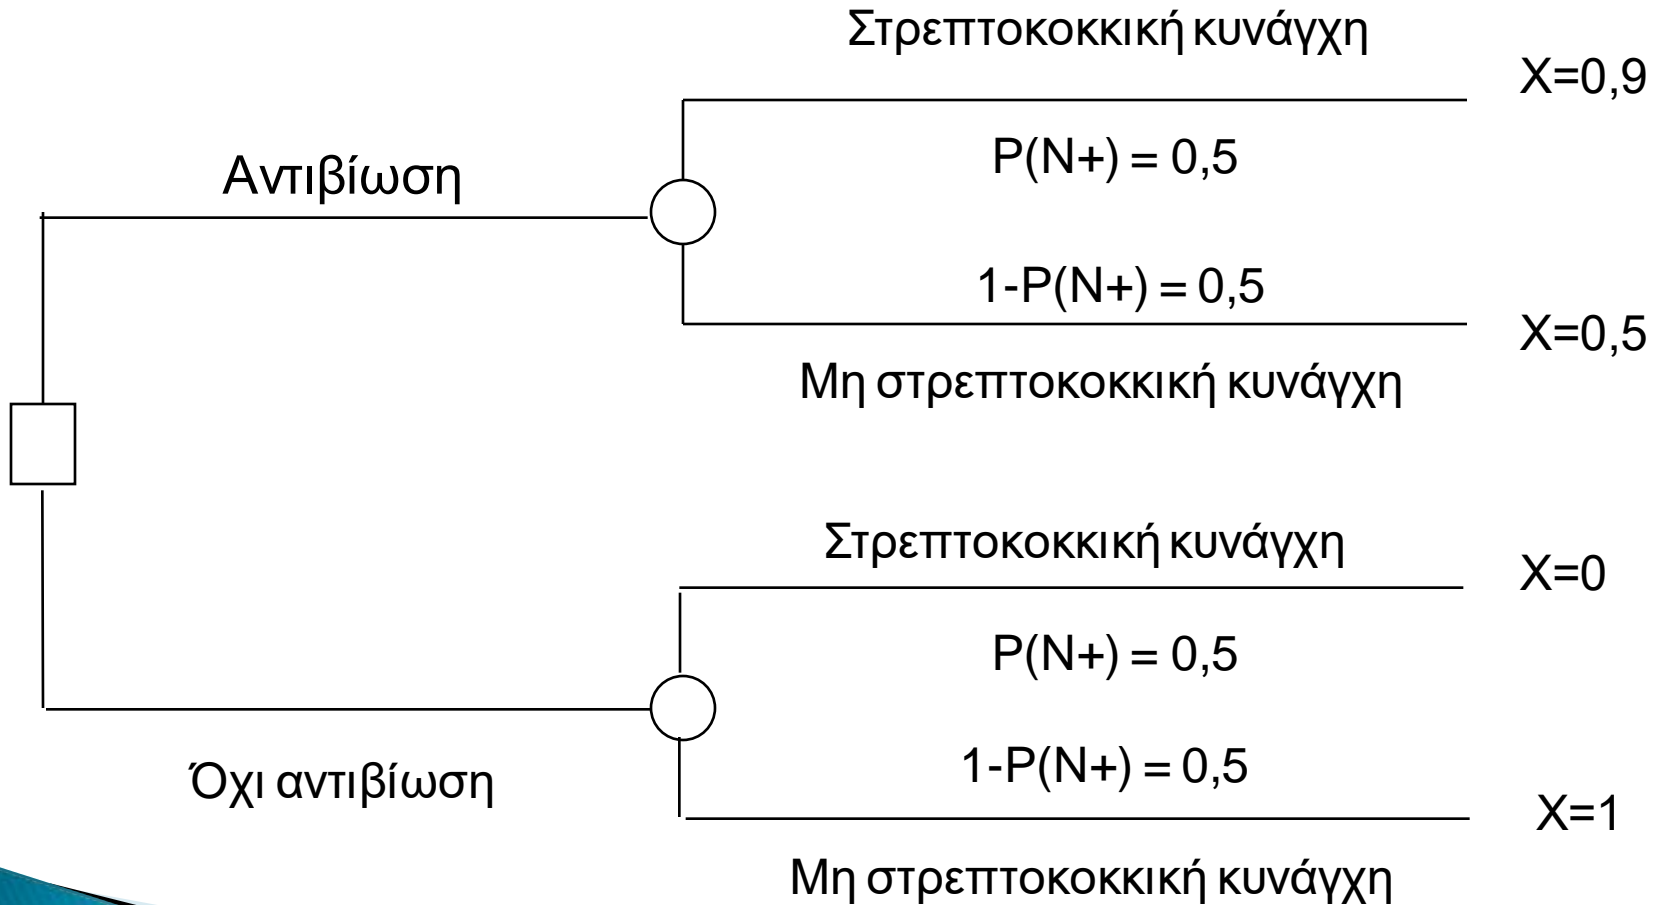 Στρεπτοκοκκική κυνάγχη
Χ=0,9
P(N+) = 0,5
Αντιβίωση
1-P(N+) = 0,5
Χ=0,5
Μη στρεπτοκοκκική κυνάγχη
Στρεπτοκοκκική κυνάγχη
Χ=0
P(N+) = 0,5
Όχι αντιβίωση
1-P(N+) = 0,5
Χ=1
Μη στρεπτοκοκκική κυνάγχη